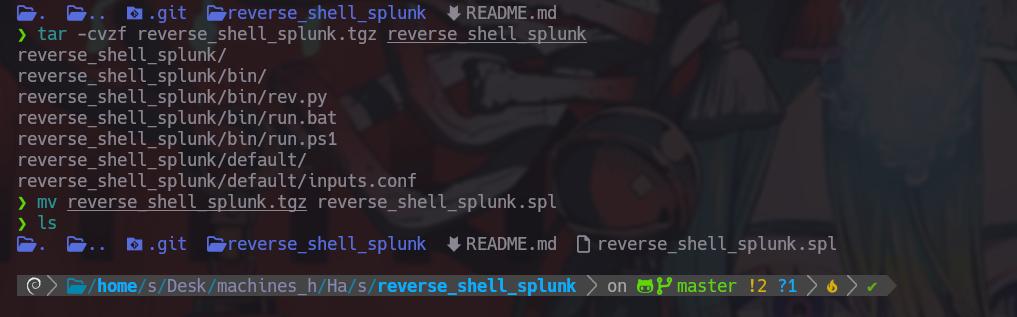 . .. .git reverse_shell_splunk README.md
❯ tar -cvzf reverse_shell_splunk.tgz reverse_shell_splunk
reverse_shell_splunk/
reverse_shell_splunk/bin/
reverse_shell_splunk/bin/rev.py
reverse_shell_splunk/bin/run.bat
reverse_shell_splunk/bin/run.ps1
reverse_shell_splunk/default/
reverse_shell_splunk/default/inputs.conf
❯ mv reverse_shell_splunk.tgz reverse_shell_splunk.spl
❯ ls
. .. .git reverse_shell_splunk README.md reverse_shell_splunk.spl
/home/s/Desk/machines_h/Ha/s/reverse_shell_splunk on master !2 ?1 ✔